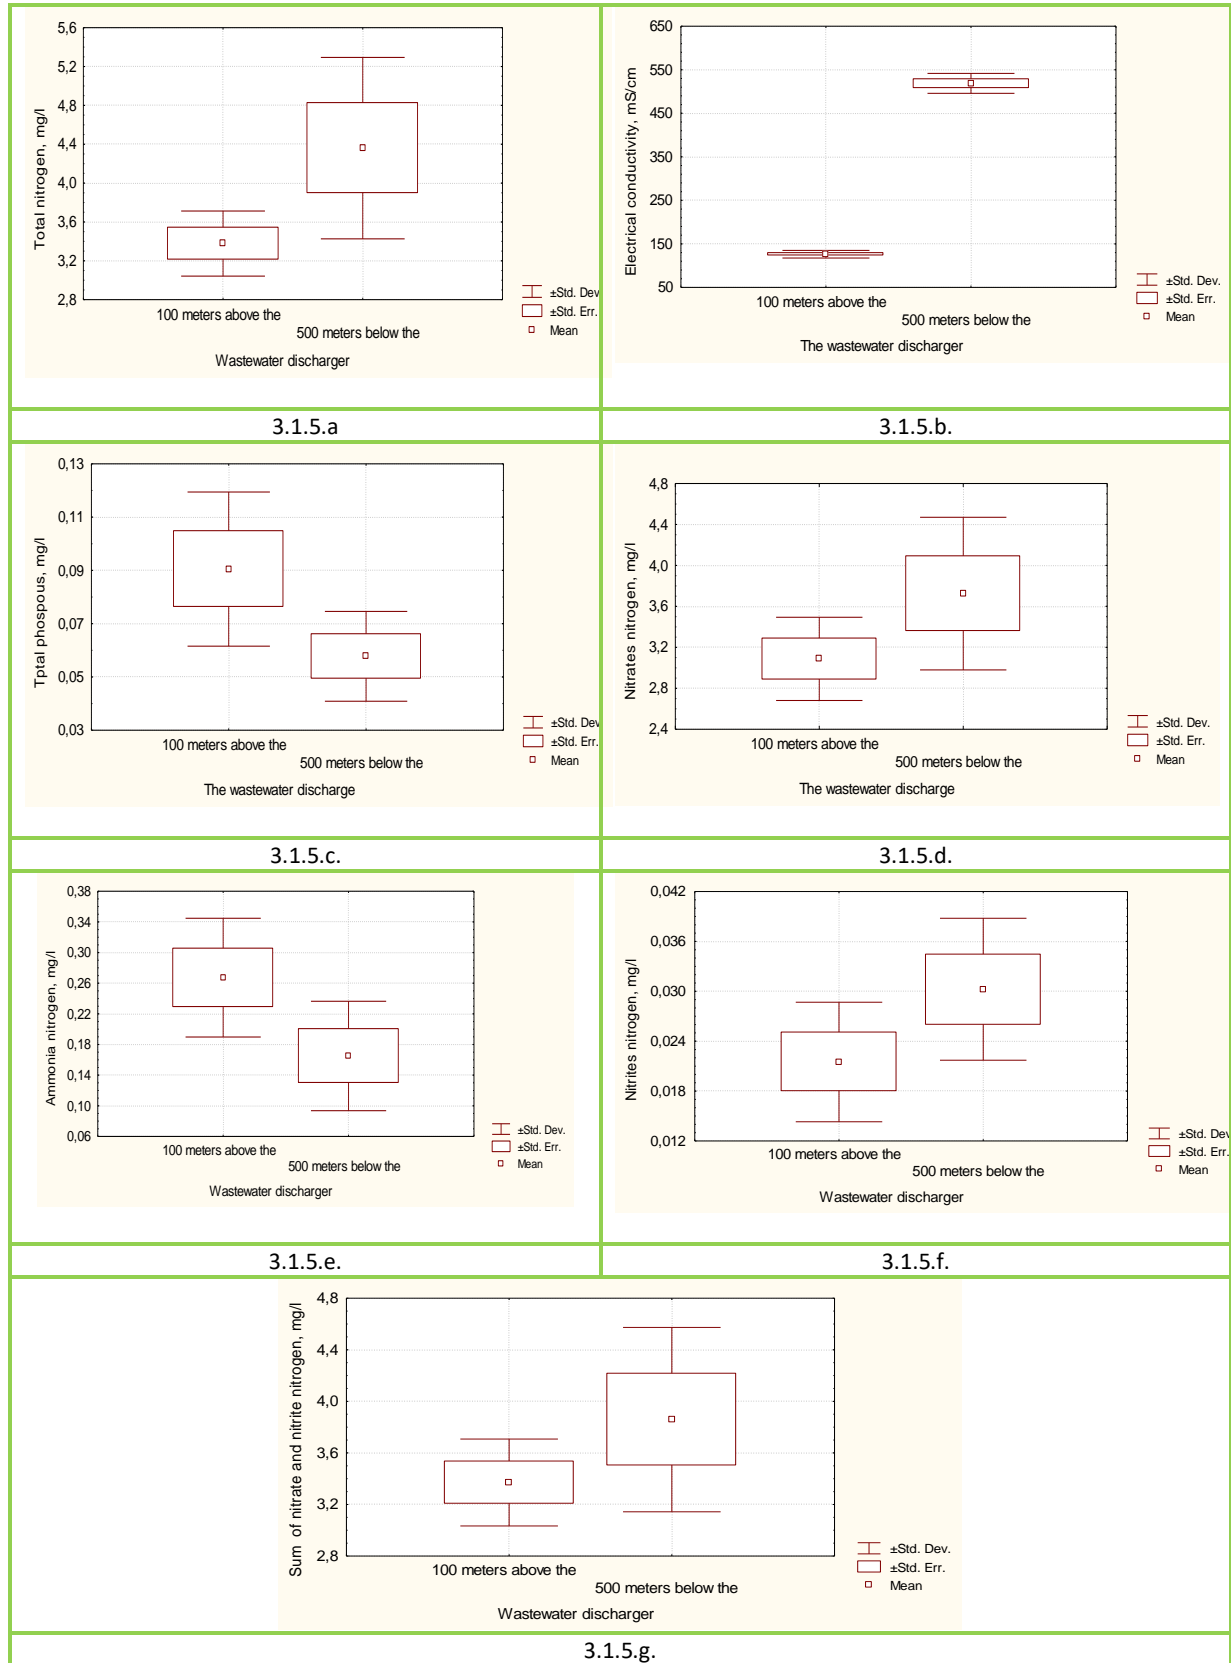 5,6
5,2
4,8
4,4
4,0
3,6
3,2
2,8
Total nitrogen, mg/l
100 meters above the
500 meters below the
Wastewater discharger
±Std. Dev
±Std. Err.
Mean
650
550
450
350
250
150
50
Electrical conductivity, mS/cm
100 meters above the
500 meters below the
The wastewater discharger
±Std. Dev.
±Std. Err.
Mean
3.1.5.a
3.1.5.b.
0,13
0,11
0,09
0,07
0,05
0,03
Tptal phospous, mg/l
100 meters above the
500 meters below the
The wastewater discharge
±Std. Dev
±Std. Err.
Mean
4,8
4,4
4,0
3,6
3,2
2,8
2,4
Nitrates nitrogen, mg/l
100 meters above the
500 meters below the
The wastewater discharge
±Std. Dev
±Std. Err.
Mean
3.1.5.c.
3.1.5.d.
0,38
0,34
0,30
0,26
0,22
0,18
0,14
0,10
0,06
Ammonia nitrogen, mg/l
100 meters above the
500 meters below the
Wastewater discharger
±Std. Dev.
±Std. Err.
Mean
0,042
0,036
0,030
0,024
0,018
0,012
Nitrites nitrogen, mg/l
100 meters above the
500 meters below the
Wastewater discharger
±Std. Dev
±Std. Err.
Mean
3.1.5.e.
3.1.5.f.
4,8
4,4
4,0
3,6
3,2
2,8
Sum of nitrate and nitrite nitrogen, mg/l
100 meters above the
500 meters below the
Wastewater discharger
±Std. Dev.
±Std. Err.
Mean
3.1.5.g.